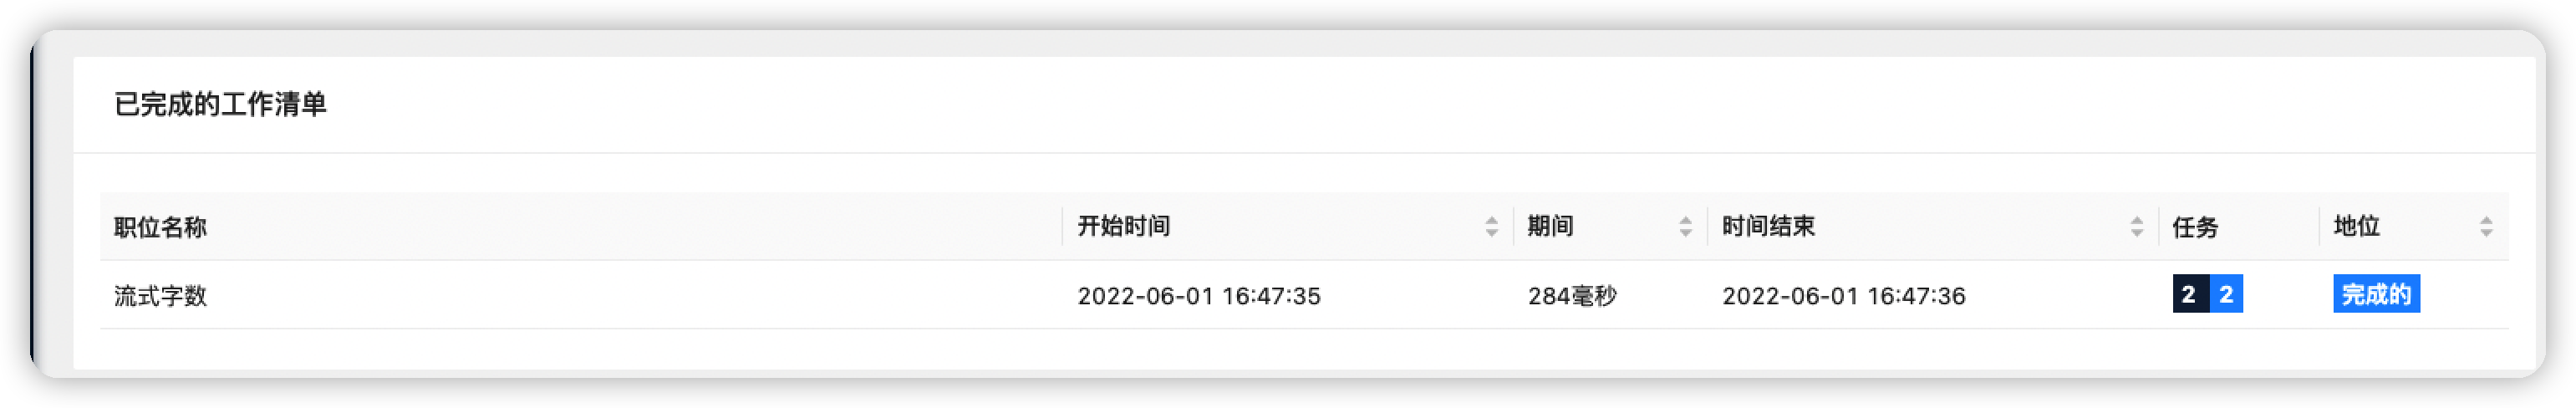 已完成的工作清单
职位名称 开始时间 期间 时间结束 任务 地位
流式字数 2022-06-01 16:47:35 284毫秒 2022-06-01 16:47:36 2 2 完成的